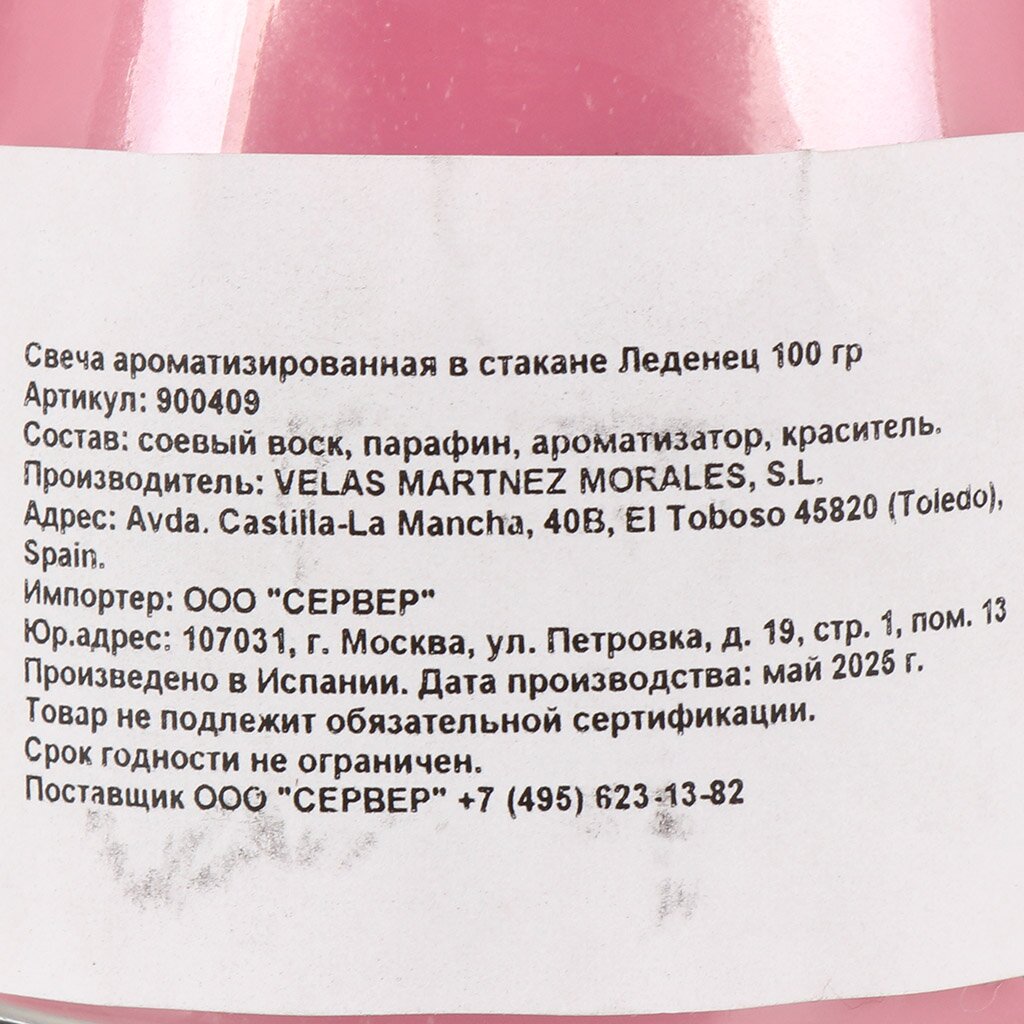 Свеча ароматизированная в стакане Леденец 100 гр
Артикул: 900409
Состав: соевый воск, парафин, ароматизатор, краситель.
Производитель: VELAS MARTNEZ MORALES, S.L.
Адрес: Avda. Castilla-La Mancha, 40B, El Toboso 45820 (Toledo),
Spain.
Импортер: ООО "СЕРВЕР"
Юр.адрес: 107031, г. Москва, ул. Петровка, д. 19, стр. 1, пом. 13
Произведено в Испании. Дата производства: май 2025 г.
Товар не подлежит обязательной сертификации.
Срок годности не ограничен.
Поставщик ООО "СЕРВЕР" +7 (495) 623-13-82